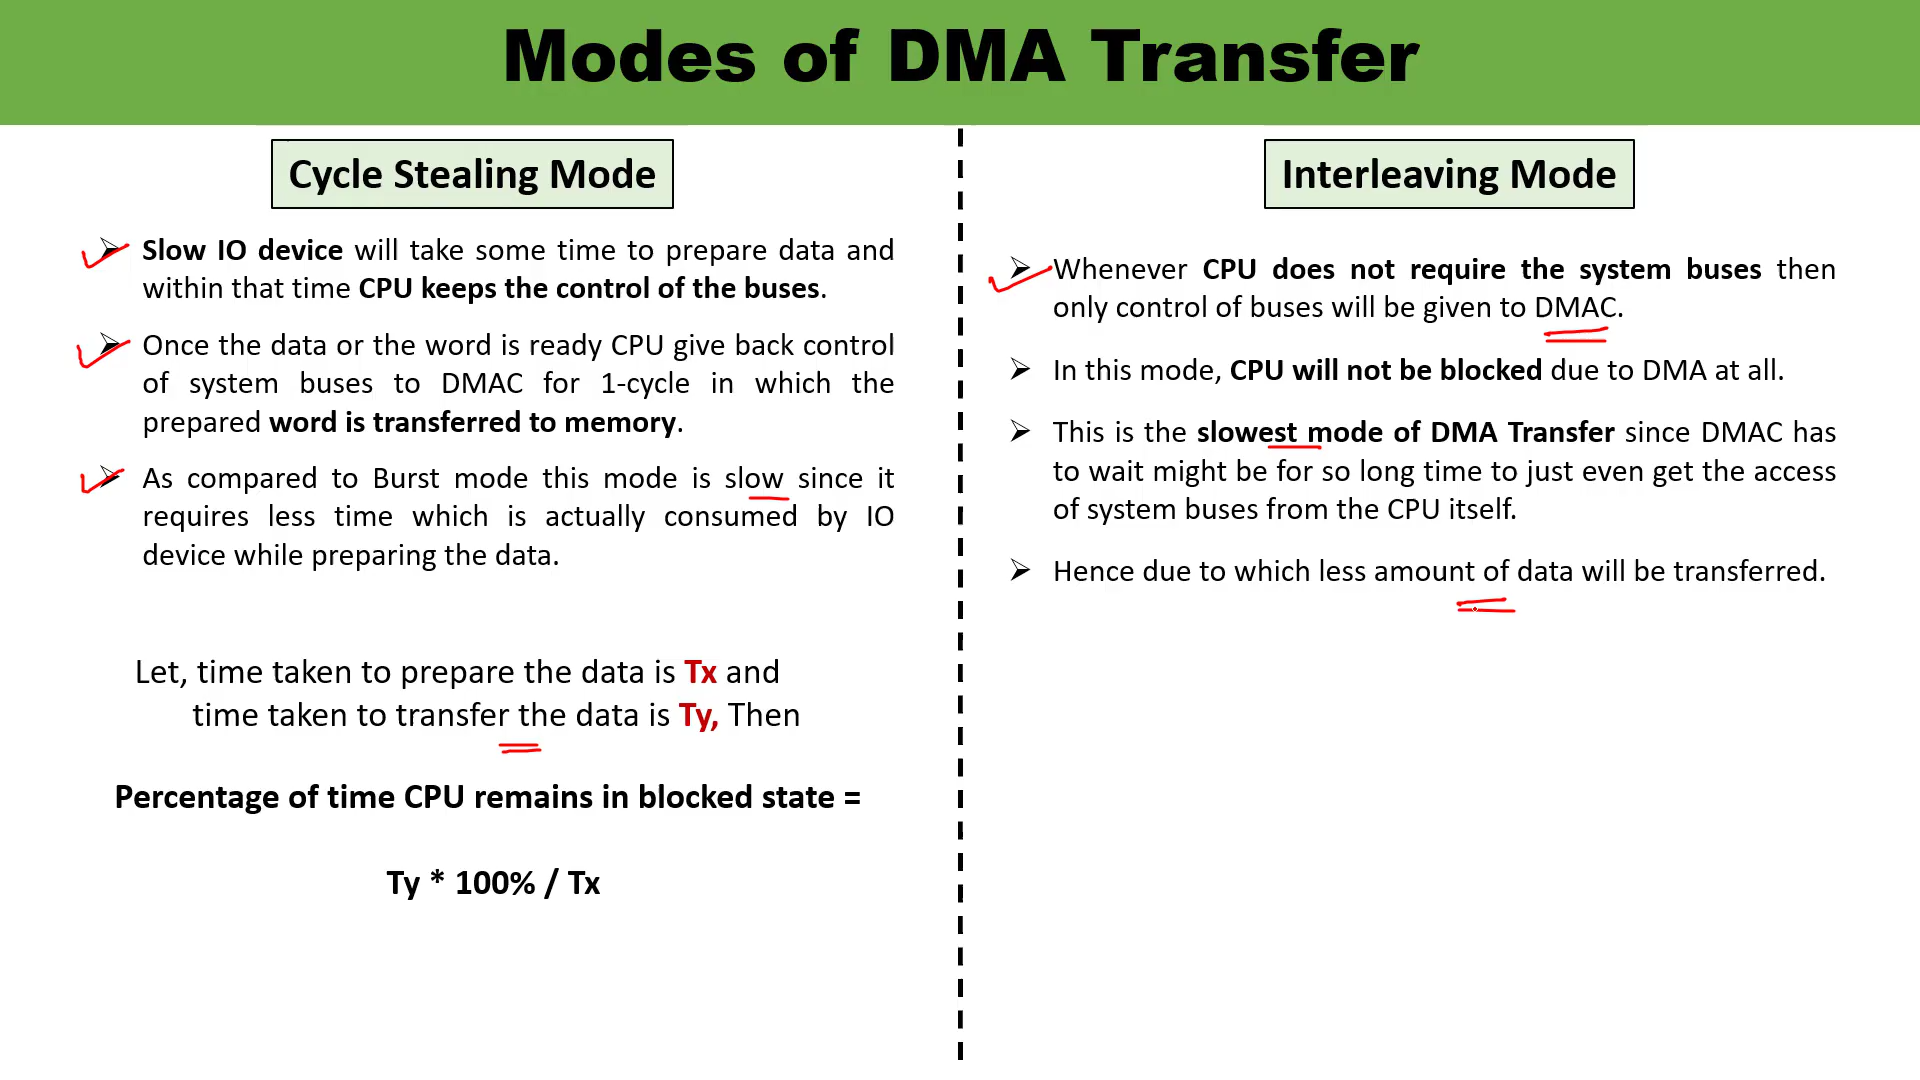 Modes of DMA Transfer
Cycle Stealing Mode
Slow IO device will take some time to prepare data and
within that time CPU keeps the control of the buses.
Once the data or the word is ready CPU give back control
of system buses to DMAC for 1-cycle in which the
prepared word is transferred to memory.
As compared to Burst mode this mode is slow since it
requires less time which is actually consumed by IO
device while preparing the data.
Let, time taken to prepare the data is Tx and
time taken to transfer the data is Ty, Then
Percentage of time CPU remains in blocked state =
Ty * 100% / Tx
Interleaving Mode
Whenever CPU does not require the system buses then
only control of buses will be given to DMAC.
In this mode, CPU will not be blocked due to DMA at all.
This is the slowest mode of DMA Transfer since DMAC has
to wait might be for so long time to just even get the access
of system buses from the CPU itself.
Hence due to which less amount of data will be transferred.